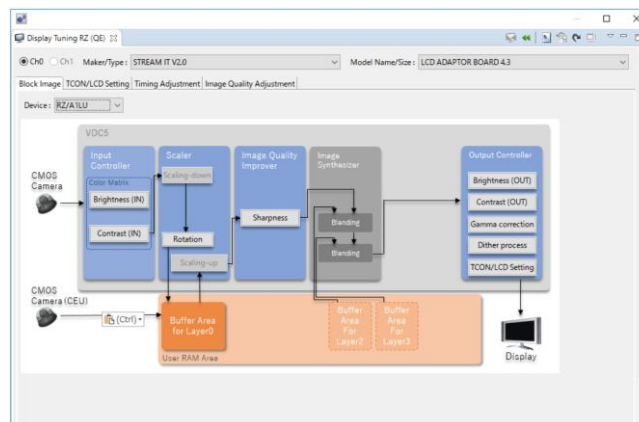 Display Tuning RZ (QE)
Ch0 Ch1 Maker/Type : STREAM IT V2.0 Model Name/Size : LCD ADAPTOR BOARD 4.3
Block Image TCON/LCD Setting Timing Adjustment Image Quality Adjustment
Device : RZ/A1LU
VDC5
Input
Controller
Color Matrix
Brightness (IN)
Contrast (IN)
CMOS
Camera
Scaler
Scaling-down
Rotation
Scaling-up
Image Quality
Improver
Sharpness
Image
Synthesizer
Blending
Blending
Output Controller
Brightness (OUT)
Contrast (OUT)
Gamma correction
Dither process
TCON/LCD Setting
CMOS
Camera (CEU)
(Ctrl)
Buffer Area
for Layer0
Buffer
Area
For
Layer2
Buffer
Area
For
Layer3
User RAM Area
Display